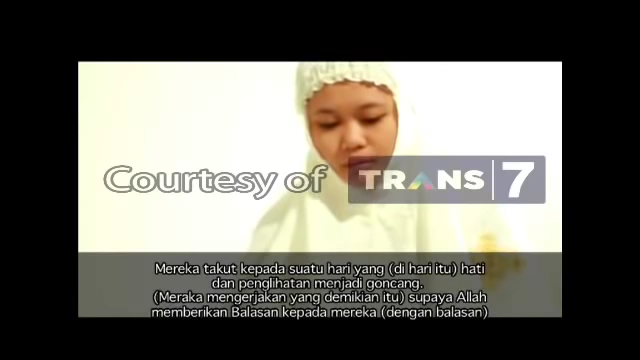 Courtesy of TRANS 7
Mereka takut kepada suatu hari yang (di hari itu) hati
dan penglihatan menjadi goncang.
(Meraka mengerjakan yang demikian itu) supaya Allah
memberikan Balasan kepada mereka (dengan balasan)